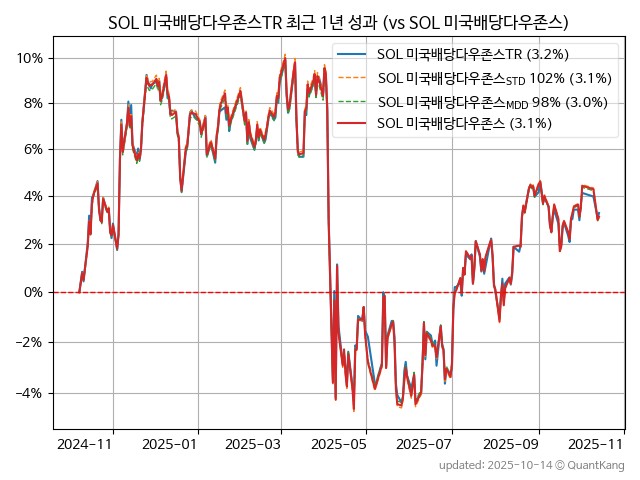 SOL 미국배당다우존스TR 최근 1년 성과 (vs SOL 미국배당다우존스)
10%
8%
6%
4%
2%
0%
−2%
−4%
SOL 미국배당다우존스TR (3.2%)
SOL 미국배당다우존스STD 102% (3.1%)
SOL 미국배당다우존스MDD 98% (3.0%)
SOL 미국배당다우존스 (3.1%)
2024-11
2025-01
2025-03
2025-05
2025-07
2025-09
2025-11
updated: 2025-10-14 ⓒ QuantKang